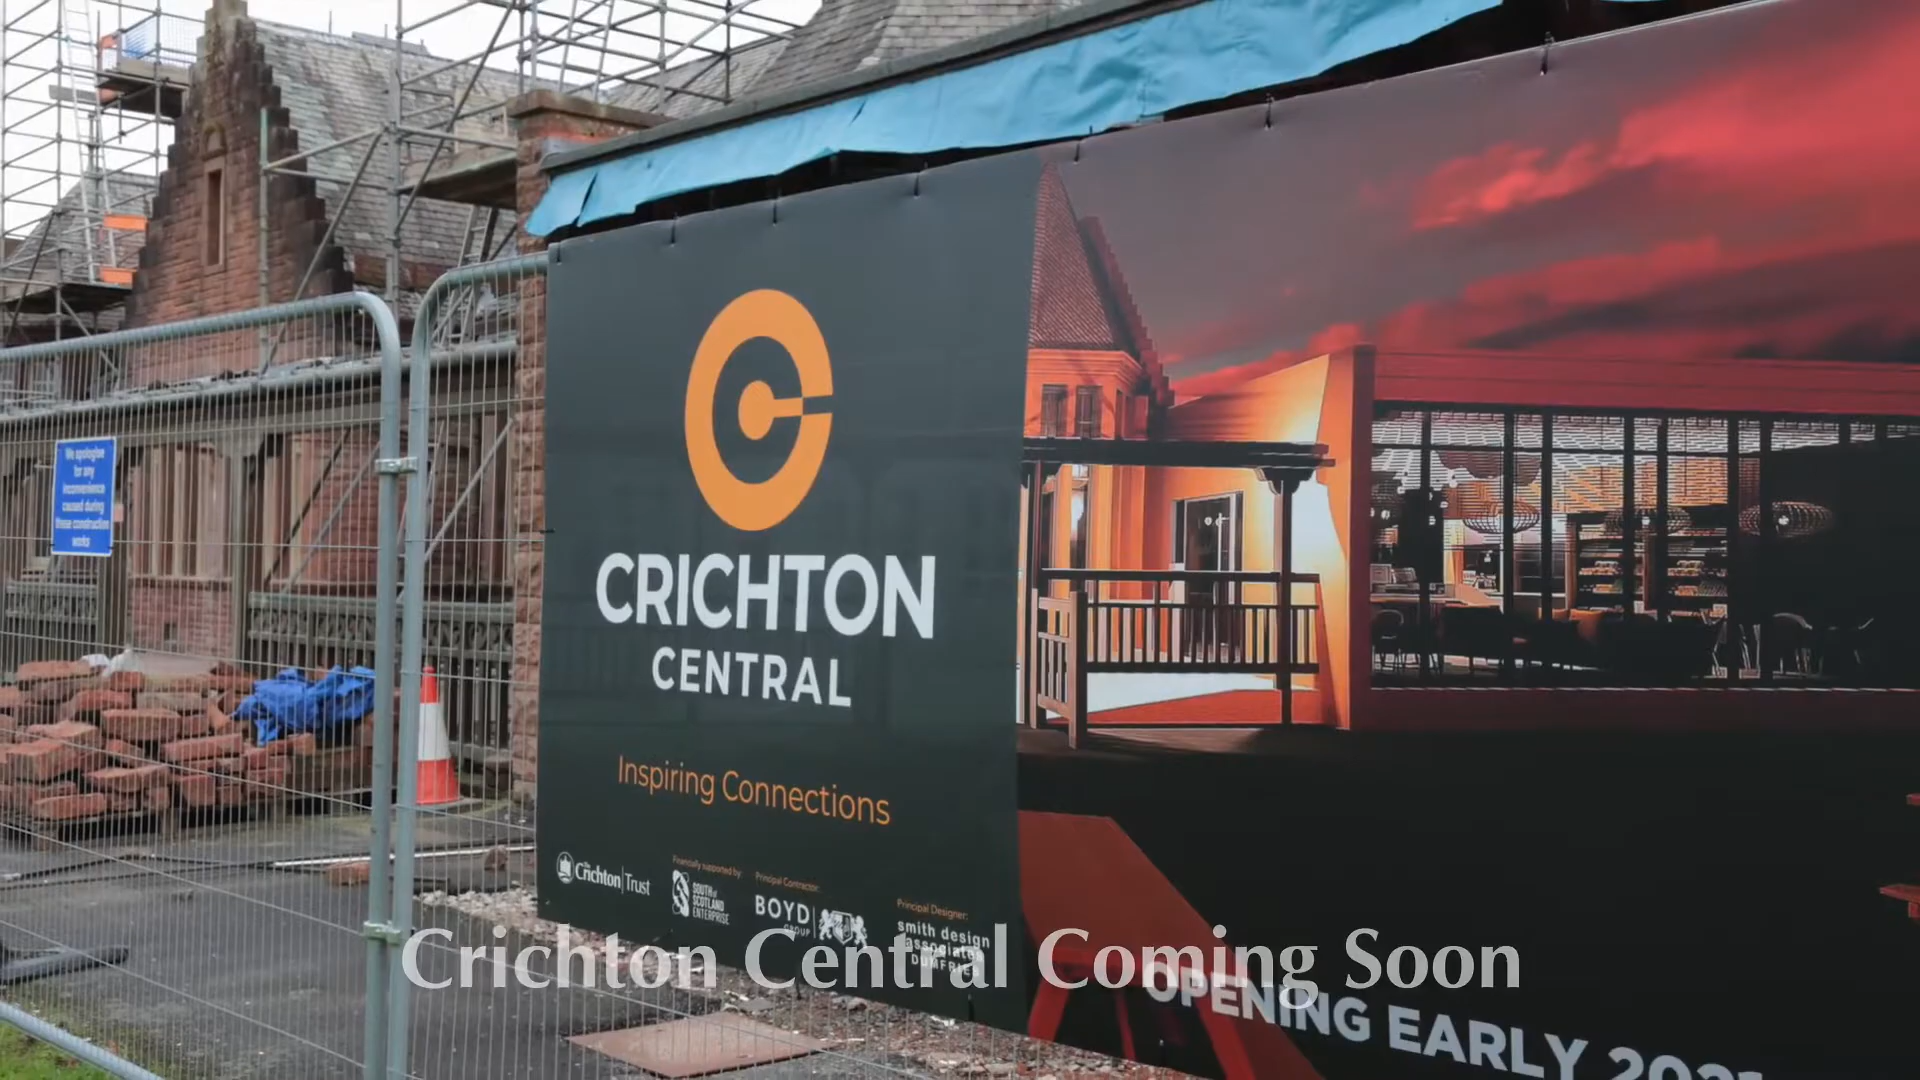 We apologise
for any
inconvenience
caused during
these construction
works
CRICHTON
CENTRAL
Inspiring Connections
The
Crichton Trust
Financially supported by:
SOUTH of
SCOTLAND
ENTERPRISE
Principal Contractor:
BOYD
GROUP
Principal Designer:
smith design
associates
DUMFRIES
Crichton Central Coming Soon
OPENING EARLY